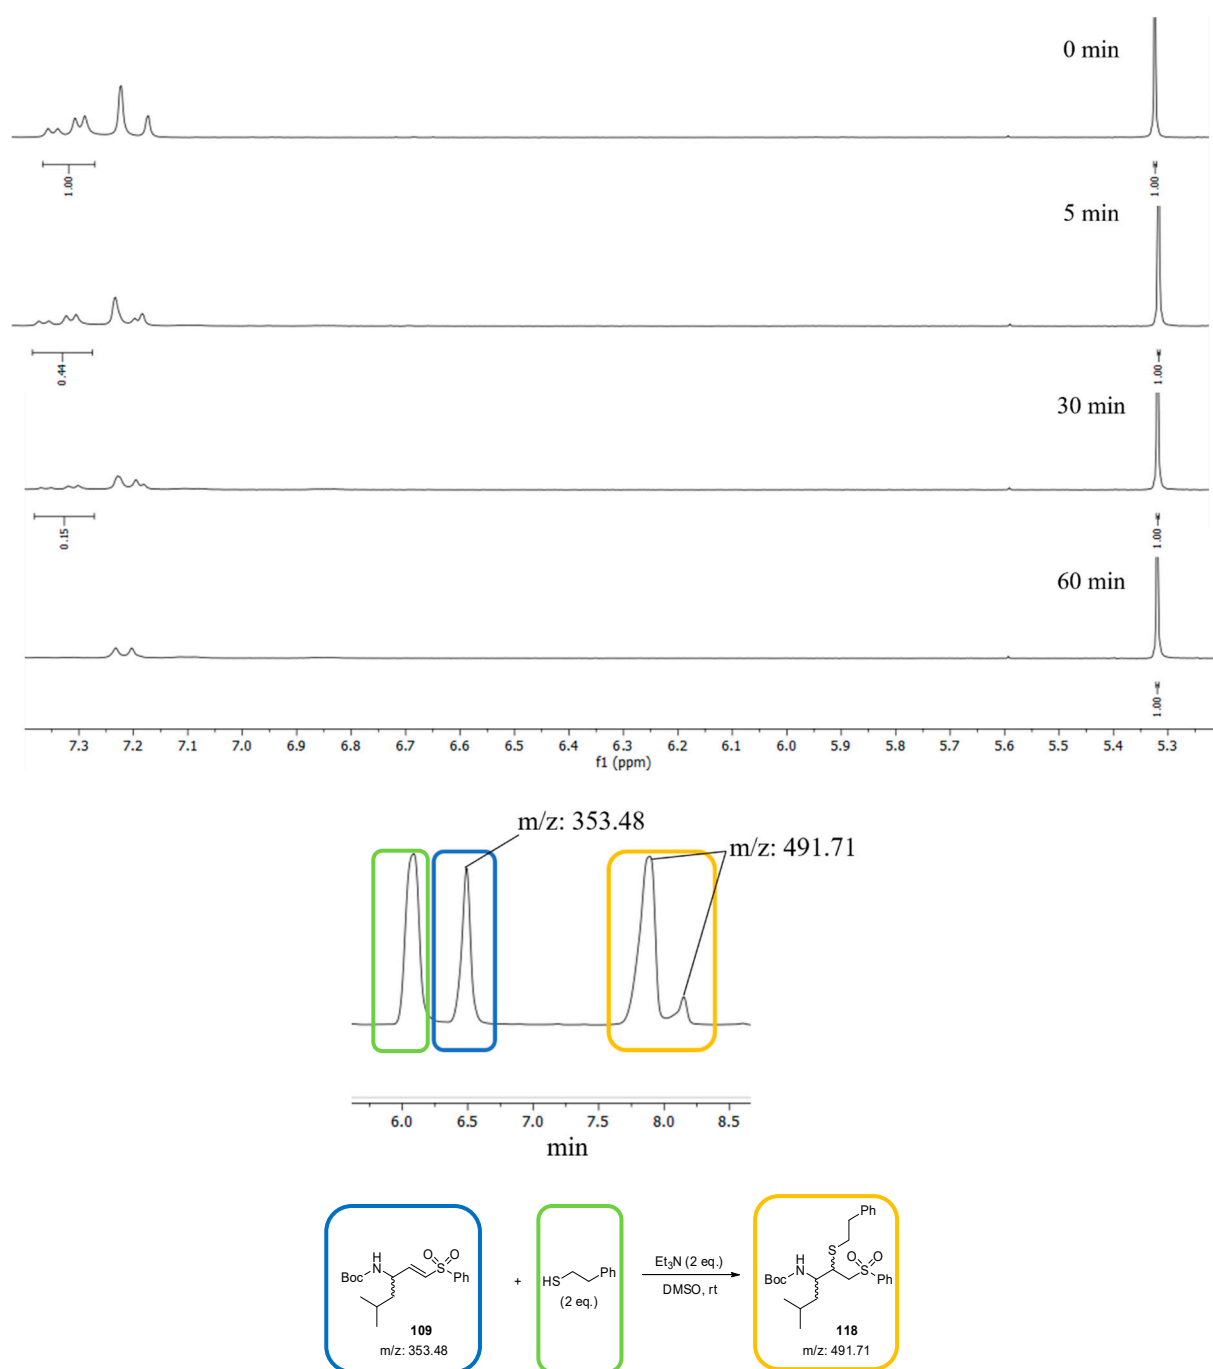 0 min
1.00
1.00
5 min
0.44
1.00
30 min
0.15
1.00
60 min
1.00
7.3 7.2 7.1 7.0 6.9 6.8 6.7 6.6 6.5 6.4 6.3 6.2 6.1 6.0 5.9 5.8 5.7 5.6 5.5 5.4 5.3
f1 (ppm)
m/z: 353.48
m/z: 491.71
6.0 6.5 7.0 7.5 8.0 8.5
min
Boc H N O O S Ph
109
m/z: 353.48
+
HS Ph
(2 eq.)
Et₃N (2 eq.)
DMSO, rt
Ph
S
Boc H N O O S Ph
118
m/z: 491.71